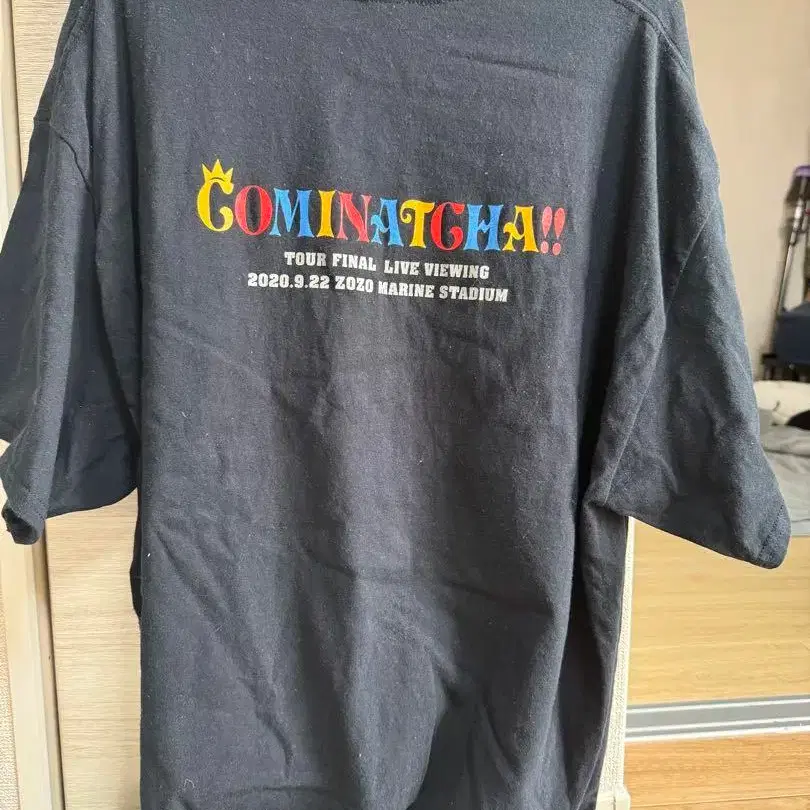 COMINATCHA!!
TOUR FINAL LIVE VIEWING
2020.9.22 ZOZO MARINE STADIUM